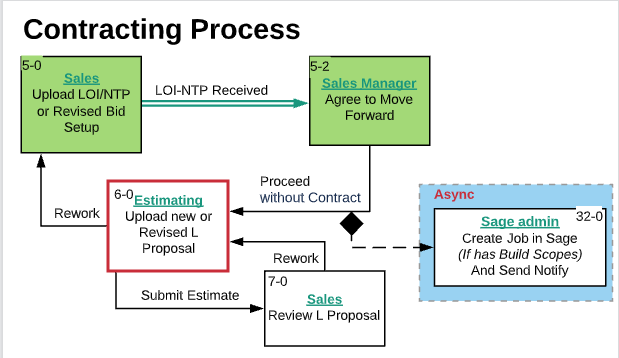 Contracting Process
5-0
Sales
Upload LOI/NTP
or Revised Bid
Setup
LOI-NTP Received
5-2
Sales Manager
Agree to Move
Forward
Proceed
without Contract
Rework
6-0
Estimating
Upload new or
Revised L
Proposal
Async
32-0
Sage admin
Create Job in Sage
(If has Build Scopes)
And Send Notify
Rework
Submit Estimate
7-0
Sales
Review L Proposal